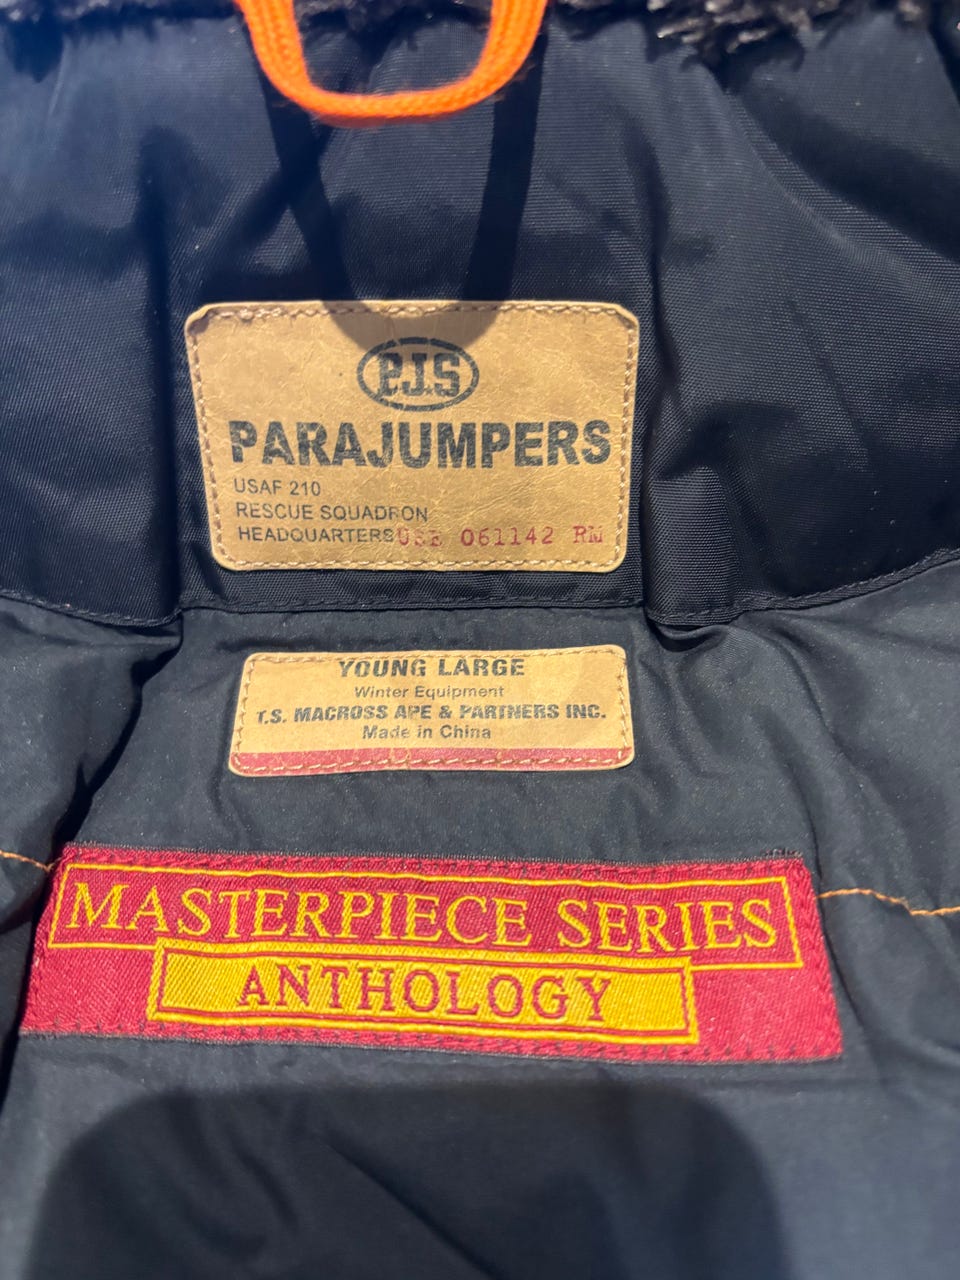 P.J.S
PARAJUMPERS
USAF 210
RESCUE SQUADRON
HEADQUARTERS USE 061142 RM
YOUNG LARGE
Winter Equipment
T.S. MACROSS APE & PARTNERS INC.
Made in China
MASTERPIECE SERIES
ANTHOLOGY